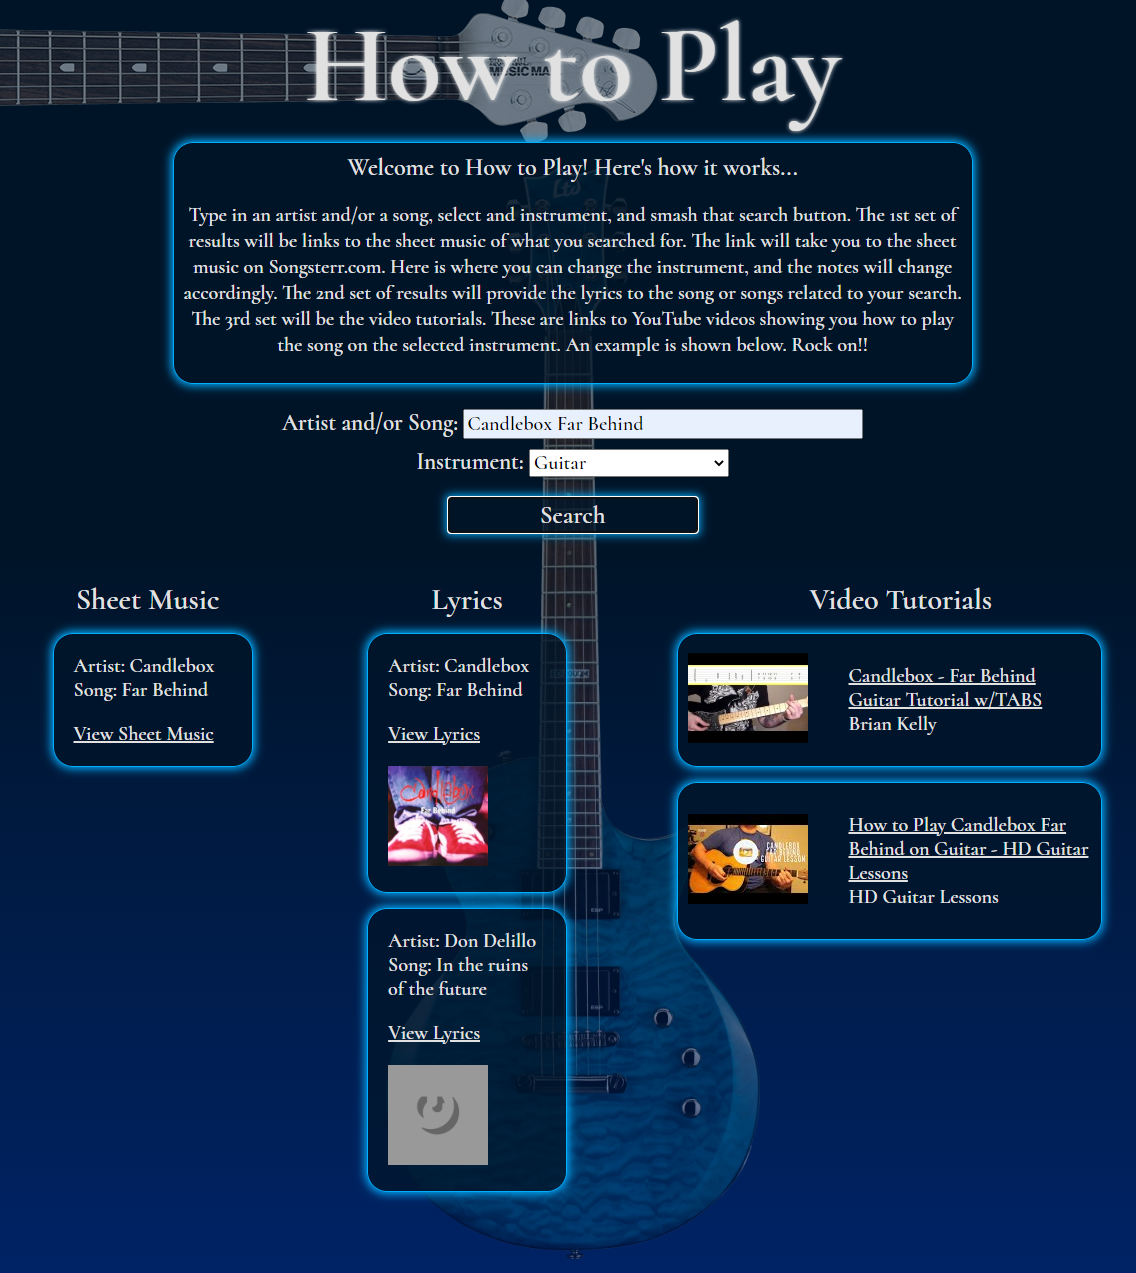 How to Play
Welcome to How to Play! Here's how it works...
Type in an artist and/or a song, select and instrument, and smash that search button. The 1st set of
results will be links to the sheet music of what you searched for. The link will take you to the sheet
music on Songsterr.com. Here is where you can change the instrument, and the notes will change
accordingly. The 2nd set of results will provide the lyrics to the song or songs related to your search.
The 3rd set will be the video tutorials. These are links to YouTube videos showing you how to play
the song on the selected instrument. An example is shown below. Rock on!!
Artist and/or Song: Candlebox Far Behind
Instrument: Guitar
Search
Sheet Music
Artist: Candlebox
Song: Far Behind
View Sheet Music
Lyrics
Artist: Candlebox
Song: Far Behind
View Lyrics
Candlebox
Far Behind
Artist: Don Delillo
Song: In the ruins
of the future
View Lyrics
Video Tutorials
Candlebox - Far Behind
Guitar Tutorial w/TABS
Brian Kelly
CANDLEBOX
FAR BEHIND
GUITAR LESSON
How to Play Candlebox Far
Behind on Guitar - HD Guitar
Lessons
HD Guitar Lessons